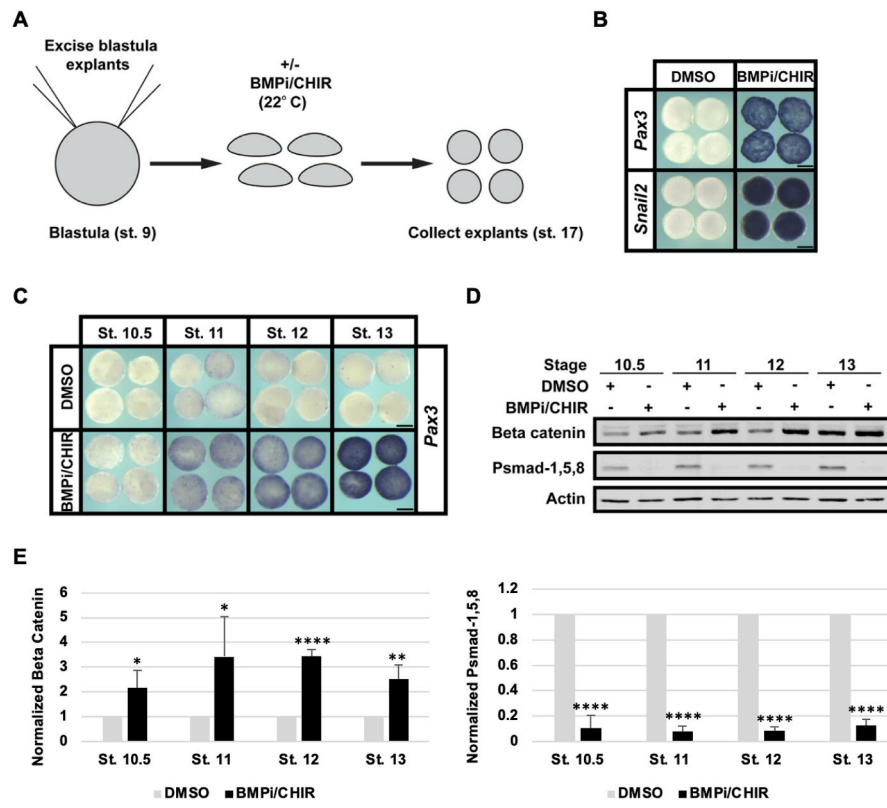 A
Excise blastula
explants
Blastula (st. 9)
+/-
BMPi/CHIR
(22° C)
Collect explants (st. 17)
B
DMSO BMPi/CHIR
Pax3
Snail2
C
St. 10.5 St. 11 St. 12 St. 13
DMSO
BMPi/CHIR
Pax3
D
Stage 10.5 11 12 13
DMSO + - + - + - + -
BMPi/CHIR - + - + - + - +
Beta catenin
Psmad-1,5,8
Actin
E
Normalized Beta Catenin
6
5
4
3
2
1
0
* * **** **
St. 10.5 St. 11 St. 12 St. 13
DMSO BMPi/CHIR
Normalized Psmad-1,5,8
1.2
1
0.8
0.6
0.4
0.2
0
**** **** **** ****
St. 10.5 St. 11 St. 12 St. 13
DMSO BMPi/CHIR